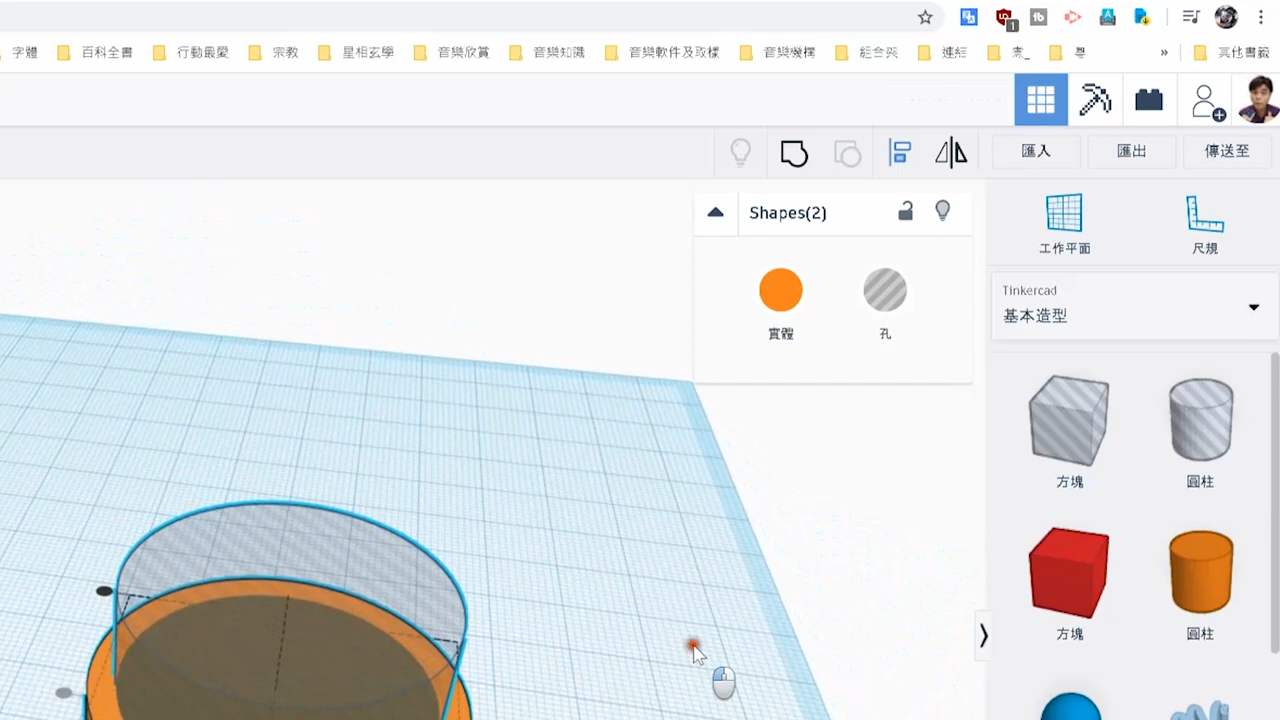 1
tb
字體 百科全書 行動最愛 宗教 星相玄學 音樂欣賞 音樂知識 音樂軟件及取樣 音樂機構 連結 粵 » 其他書籤
匯入 匯出 傳送至
Shapes(2)
工作平面 尺規
實體 孔
Tinkercad
基本造型
方塊 圓柱
方塊 圓柱